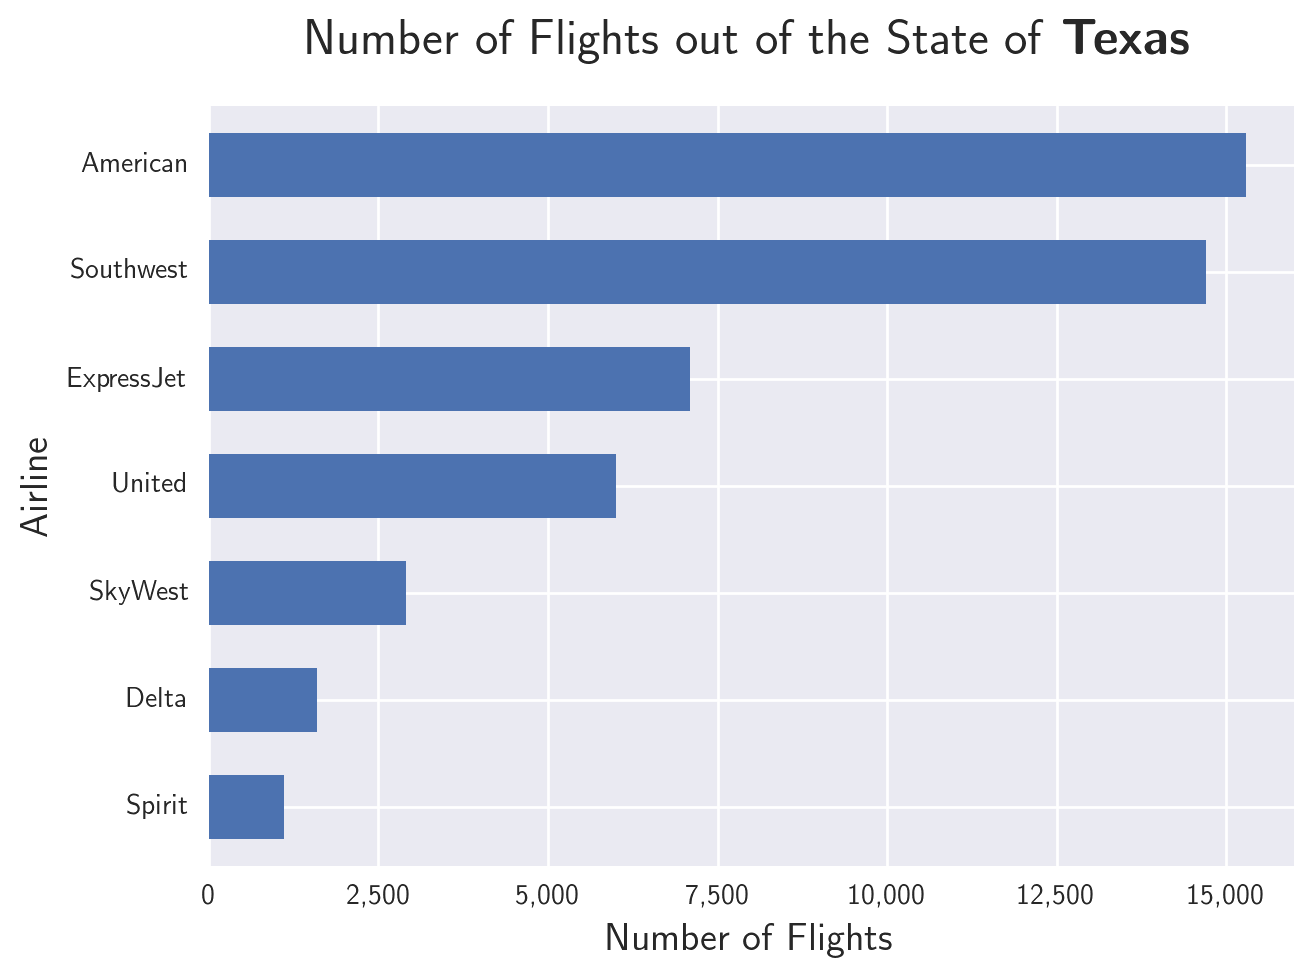 Number of Flights out of the State of Texas
American
Southwest
ExpressJet
United
SkyWest
Delta
Spirit
Airline
0 2,500 5,000 7,500 10,000 12,500 15,000
Number of Flights